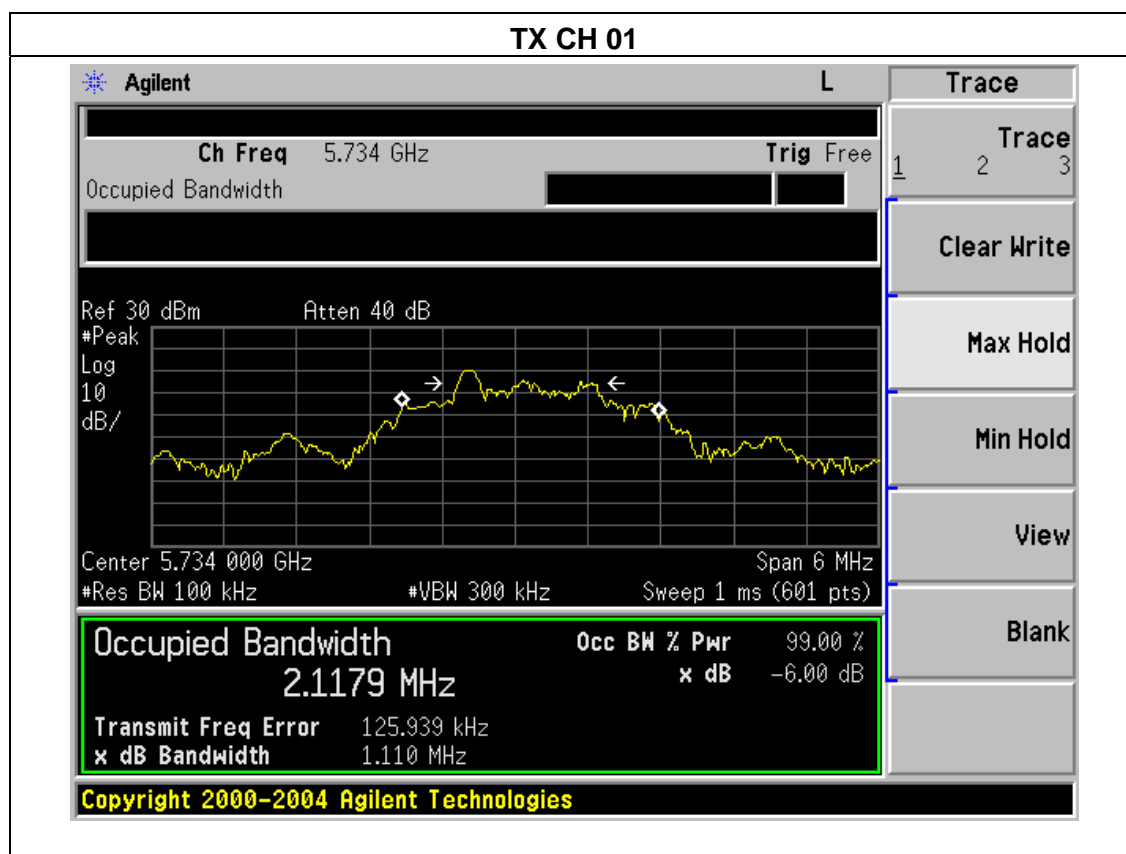 TX CH 01
Agilent L Trace
Ch Freq 5.734 GHz Trig Free
Occupied Bandwidth
Trace
1 2 3
Clear Write
Max Hold
Min Hold
View
Blank
Ref 30 dBm Atten 40 dB
#Peak
Log
10
dB/
Center 5.734 000 GHz Span 6 MHz
#Res BW 100 kHz #VBW 300 kHz Sweep 1 ms (601 pts)
Occupied Bandwidth Occ BW % Pwr 99.00 %
2.1179 MHz x dB -6.00 dB
Transmit Freq Error 125.939 kHz
x dB Bandwidth 1.110 MHz
Copyright 2000-2004 Agilent Technologies